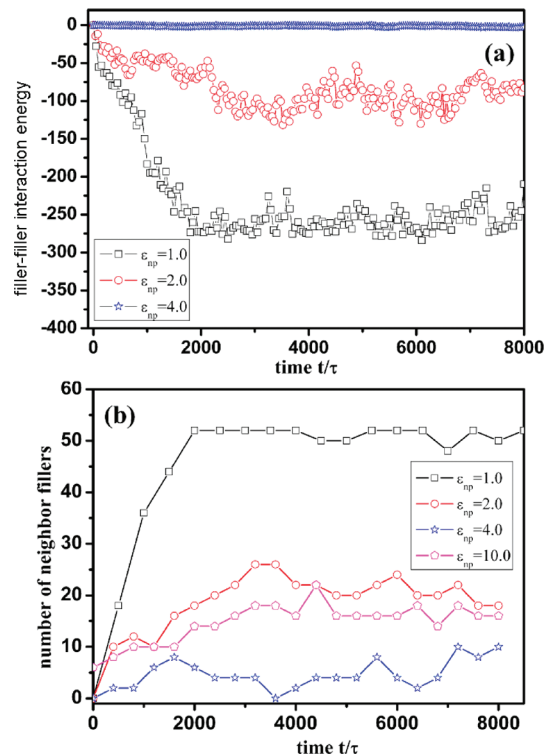 0
-50
-100
-150
-200
-250
-300
-350
-400
filler-filler interaction energy
(a)
ε_np=1.0
ε_np=2.0
ε_np=4.0
0 2000 4000 6000 8000
time t/τ
60
50
40
30
20
10
0
number of neighbor fillers
(b)
ε_np=1.0
ε_np=2.0
ε_np=4.0
ε_np=10.0
0 2000 4000 6000 8000
time t/τ